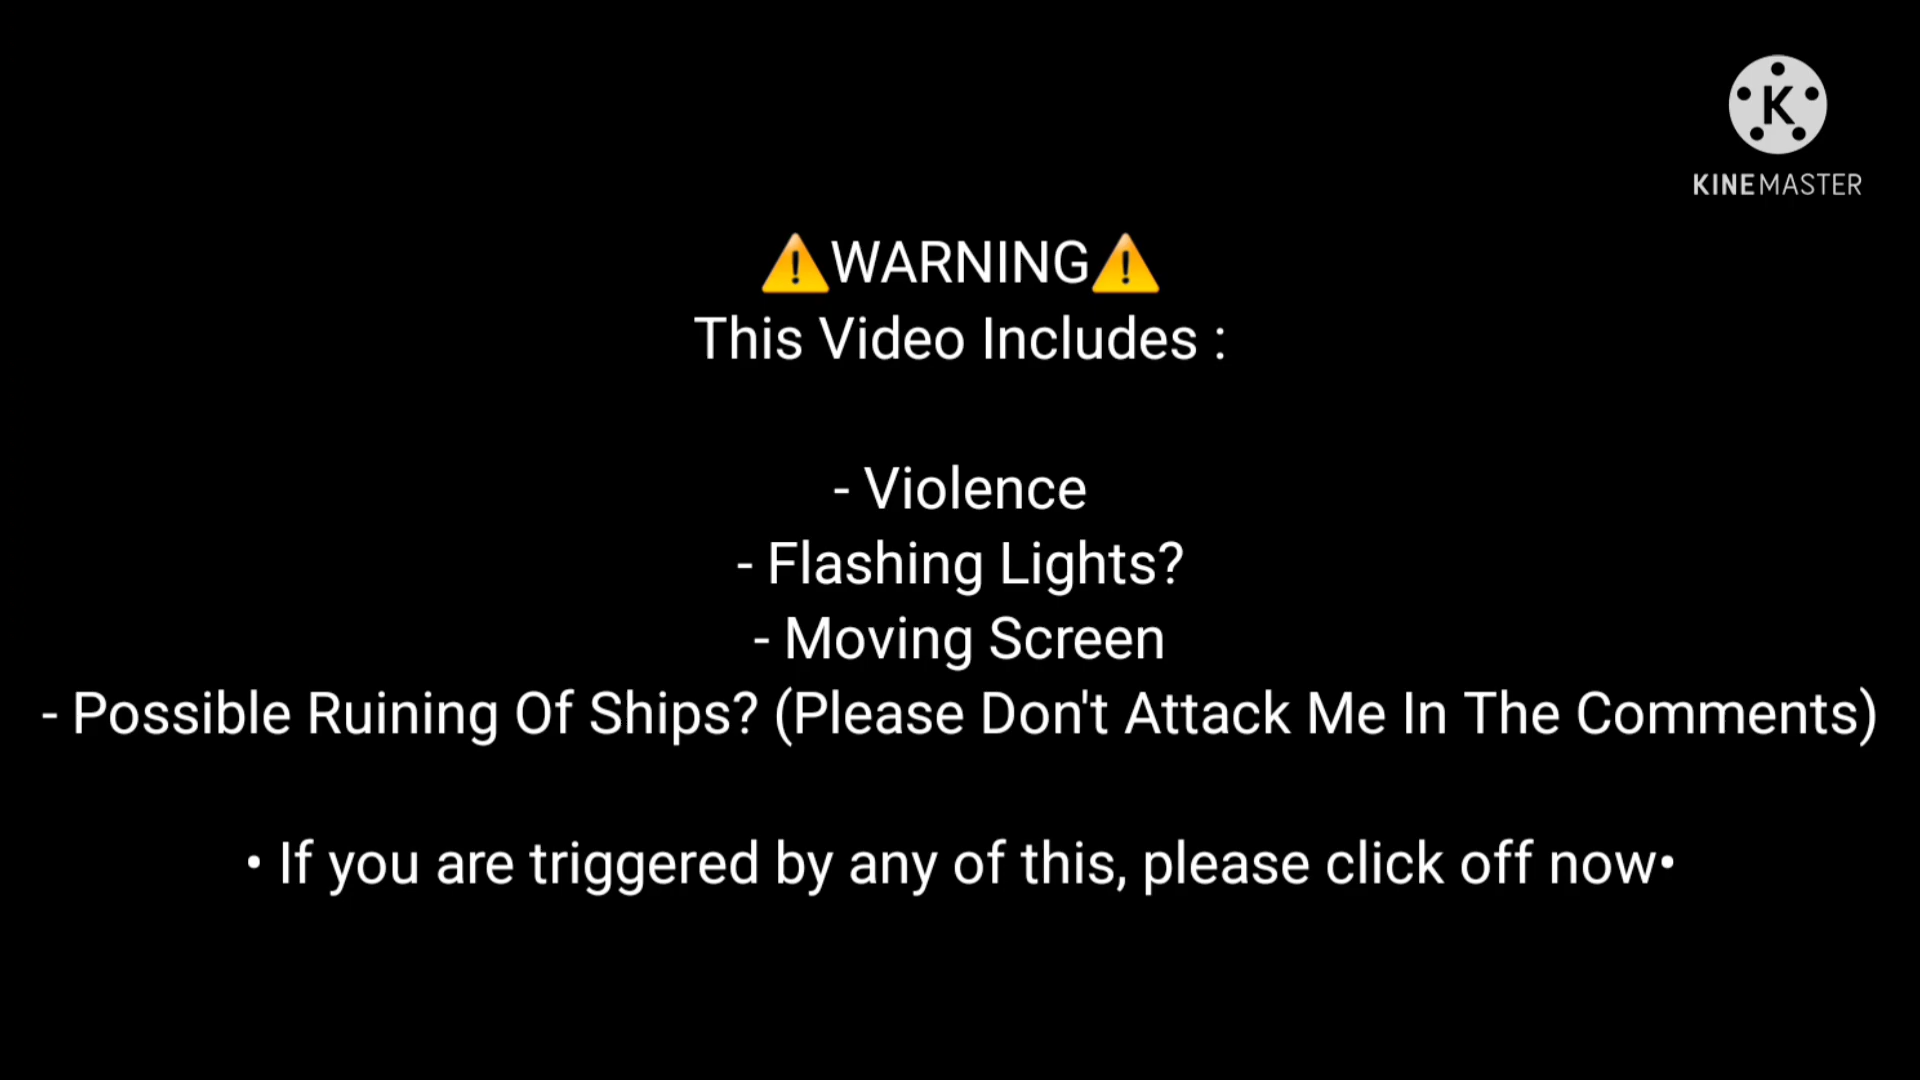 K
KINEMASTER
⚠️WARNING⚠️
This Video Includes :
- Violence
- Flashing Lights?
- Moving Screen
- Possible Ruining Of Ships? (Please Don't Attack Me In The Comments)
• If you are triggered by any of this, please click off now•